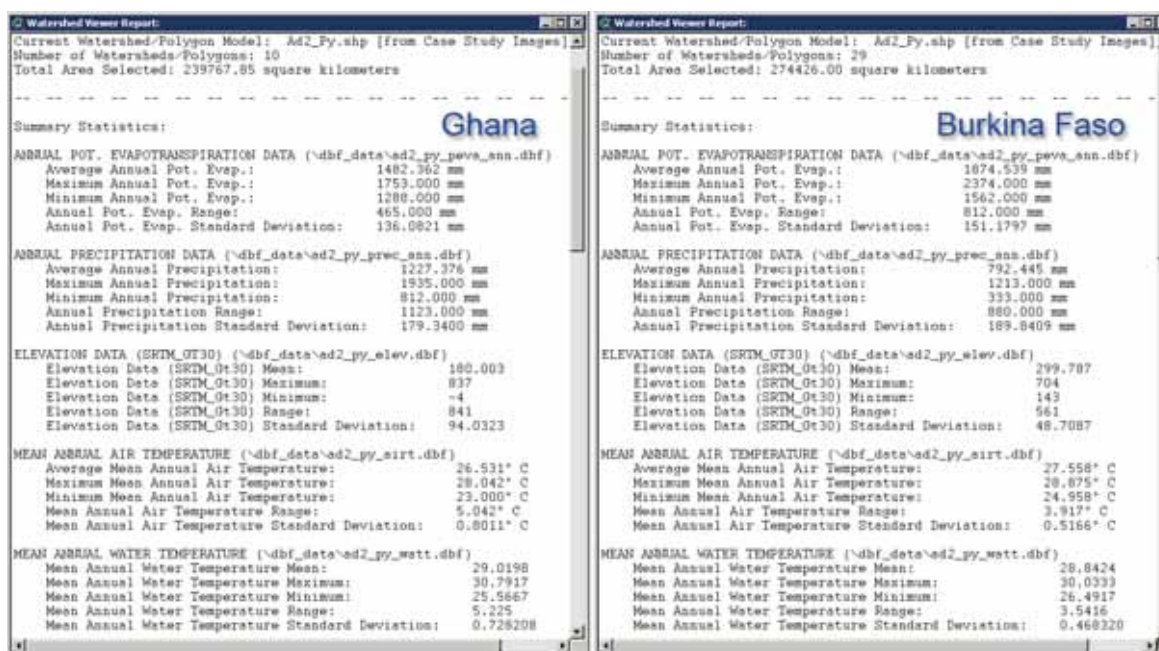 Watershed Viewer Report:
Current Watershed/Polygon Model: Ad2_Py.shp [from Case Study Images]
Number of Watersheds/Polygons: 10
Total Area Selected: 239767.85 square kilometers
-- -- -- -- -- -- -- -- -- -- -- -- -- -- -- -- -
Summary Statistics:
Ghana
ANNUAL POT. EVAPOTRANSPIRATION DATA (\dbf_data\ad2_py_peva_ann.dbf)
Average Annual Pot. Evap.: 1482.362 mm
Maximum Annual Pot. Evap.: 1753.000 mm
Minimum Annual Pot. Evap.: 1288.000 mm
Annual Pot. Evap. Range: 465.000 mm
Annual Pot. Evap. Standard Deviation: 136.0821 mm
ANNUAL PRECIPITATION DATA (\dbf_data\ad2_py_prec_ann.dbf)
Average Annual Precipitation: 1227.376 mm
Maximum Annual Precipitation: 1935.000 mm
Minimum Annual Precipitation: 812.000 mm
Annual Precipitation Range: 1123.000 mm
Annual Precipitation Standard Deviation: 179.3400 mm
ELEVATION DATA (SRTM_GT30) (\dbf_data\ad2_py_elev.dbf)
Elevation Data (SRTM_Gt30) Mean: 180.003
Elevation Data (SRTM_Gt30) Maximum: 837
Elevation Data (SRTM_Gt30) Minimum: -4
Elevation Data (SRTM_Gt30) Range: 841
Elevation Data (SRTM_Gt30) Standard Deviation: 94.0323
MEAN ANNUAL AIR TEMPERATURE (\dbf_data\ad2_py_airt.dbf)
Average Mean Annual Air Temperature: 26.531° C
Maximum Mean Annual Air Temperature: 28.042° C
Minimum Mean Annual Air Temperature: 23.000° C
Mean Annual Air Temperature Range: 5.042° C
Mean Annual Air Temperature Standard Deviation: 0.8011° C
MEAN ANNUAL WATER TEMPERATURE (\dbf_data\ad2_py_watt.dbf)
Mean Annual Water Temperature Mean: 29.0198
Mean Annual Water Temperature Maximum: 30.7917
Mean Annual Water Temperature Minimum: 25.5667
Mean Annual Water Temperature Range: 5.225
Mean Annual Water Temperature Standard Deviation: 0.728208
Watershed Viewer Report:
Current Watershed/Polygon Model: Ad2_Py.shp [from Case Study Images]
Number of Watersheds/Polygons: 29
Total Area Selected: 274426.00 square kilometers
-- -- -- -- -- -- -- -- -- -- -- -- -- -- -- -- -
Summary Statistics:
Burkina Faso
ANNUAL POT. EVAPOTRANSPIRATION DATA (\dbf_data\ad2_py_peva_ann.dbf)
Average Annual Pot. Evap.: 1874.539 mm
Maximum Annual Pot. Evap.: 2374.000 mm
Minimum Annual Pot. Evap.: 1562.000 mm
Annual Pot. Evap. Range: 812.000 mm
Annual Pot. Evap. Standard Deviation: 151.1797 mm
ANNUAL PRECIPITATION DATA (\dbf_data\ad2_py_prec_ann.dbf)
Average Annual Precipitation: 792.445 mm
Maximum Annual Precipitation: 1213.000 mm
Minimum Annual Precipitation: 333.000 mm
Annual Precipitation Range: 880.000 mm
Annual Precipitation Standard Deviation: 189.8409 mm
ELEVATION DATA (SRTM_GT30) (\dbf_data\ad2_py_elev.dbf)
Elevation Data (SRTM_Gt30) Mean: 299.787
Elevation Data (SRTM_Gt30) Maximum: 704
Elevation Data (SRTM_Gt30) Minimum: 143
Elevation Data (SRTM_Gt30) Range: 561
Elevation Data (SRTM_Gt30) Standard Deviation: 48.7087
MEAN ANNUAL AIR TEMPERATURE (\dbf_data\ad2_py_airt.dbf)
Average Mean Annual Air Temperature: 27.558° C
Maximum Mean Annual Air Temperature: 28.875° C
Minimum Mean Annual Air Temperature: 24.958° C
Mean Annual Air Temperature Range: 3.917° C
Mean Annual Air Temperature Standard Deviation: 0.5166° C
MEAN ANNUAL WATER TEMPERATURE (\dbf_data\ad2_py_watt.dbf)
Mean Annual Water Temperature Mean: 28.8424
Mean Annual Water Temperature Maximum: 30.0333
Mean Annual Water Temperature Minimum: 26.4917
Mean Annual Water Temperature Range: 3.5416
Mean Annual Water Temperature Standard Deviation: 0.468320